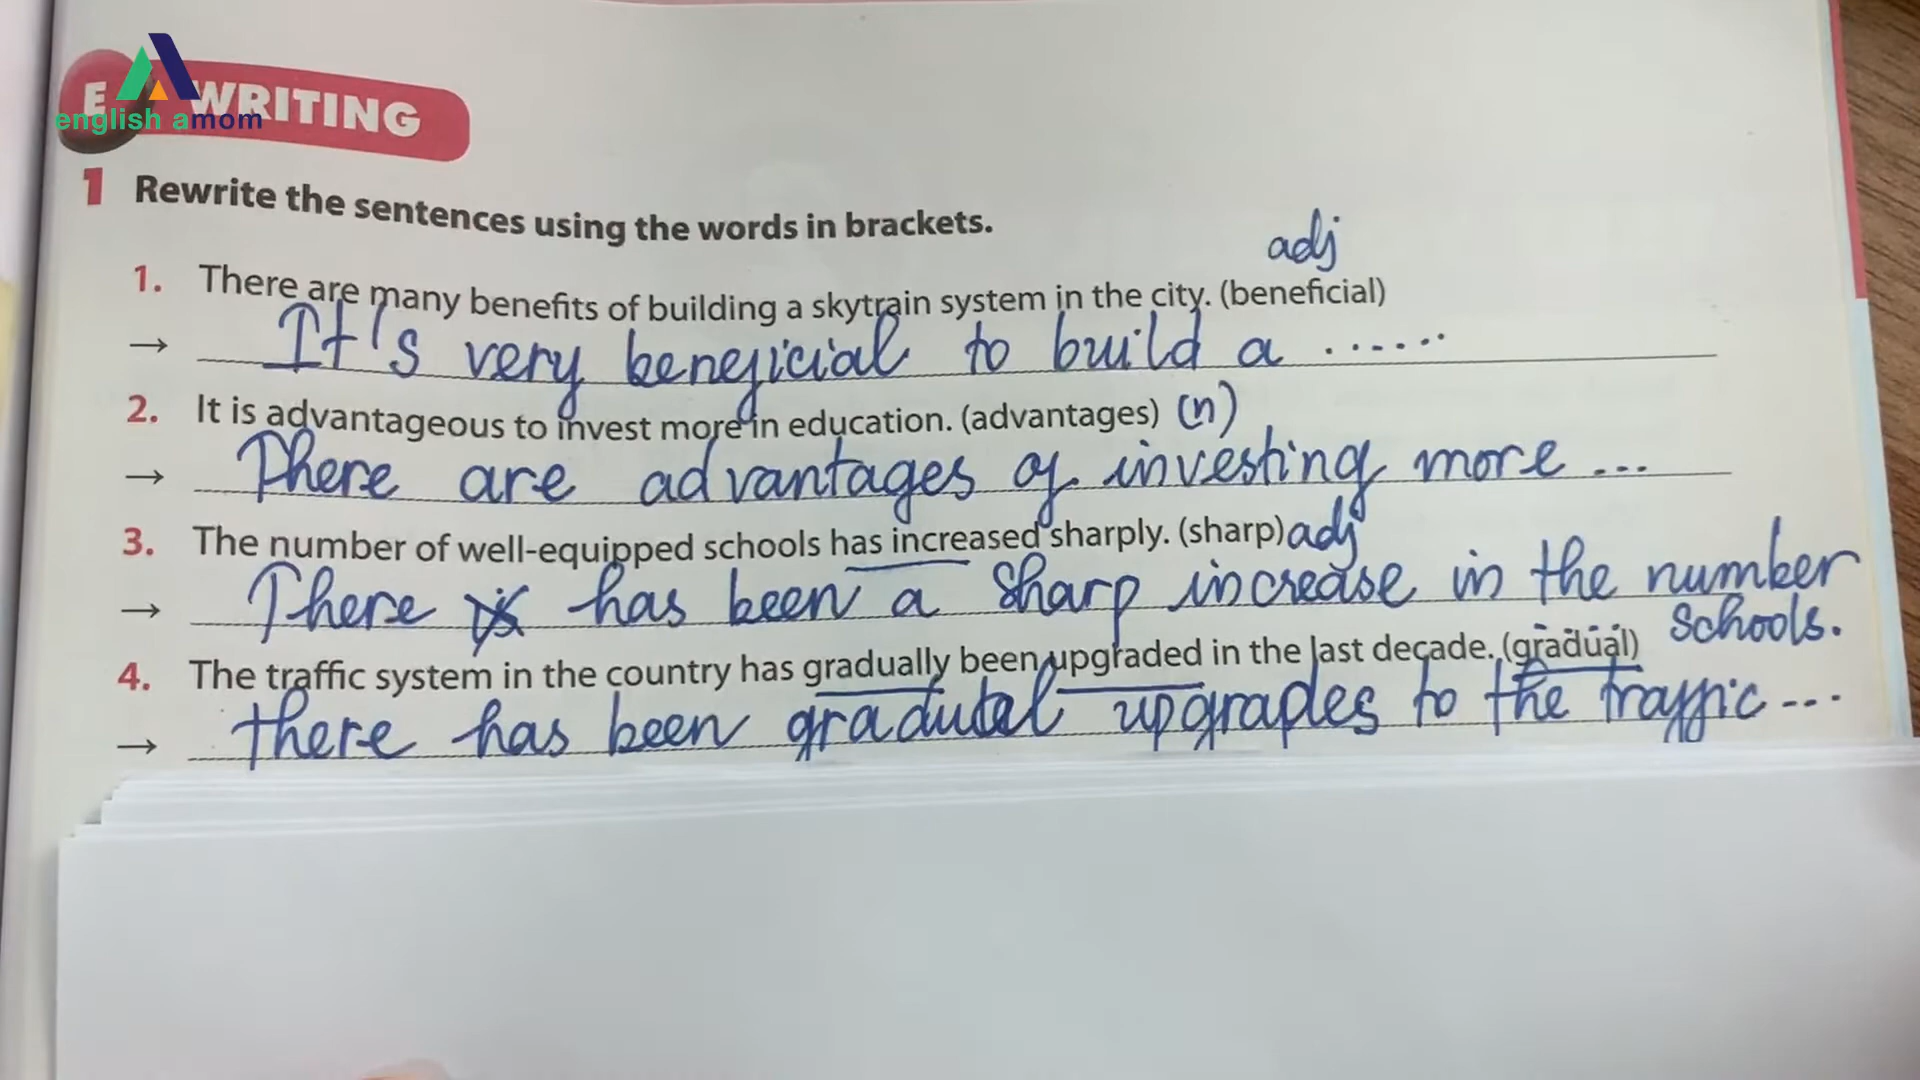 E WRITING
english amom
1 Rewrite the sentences using the words in brackets.
adj
1. There are many benefits of building a skytrain system in the city. (beneficial)
→ It's very beneficial to build a ......
2. It is advantageous to invest more in education. (advantages) (n)
→ There are advantages of investing more ...
3. The number of well-equipped schools has increased sharply. (sharp) adj
→ There is has been a sharp increase in the number
schools.
4. The traffic system in the country has gradually been upgraded in the last decade. (gradual)
→ there has been gradual upgrades to the traffic ...